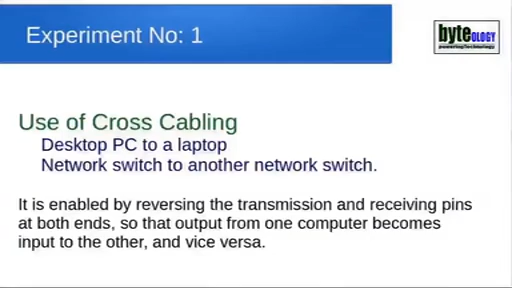 Experiment No: 1
byteOLOGY
poweringTechnology
Use of Cross Cabling
Desktop PC to a laptop
Network switch to another network switch.
It is enabled by reversing the transmission and receiving pins
at both ends, so that output from one computer becomes
input to the other, and vice versa.